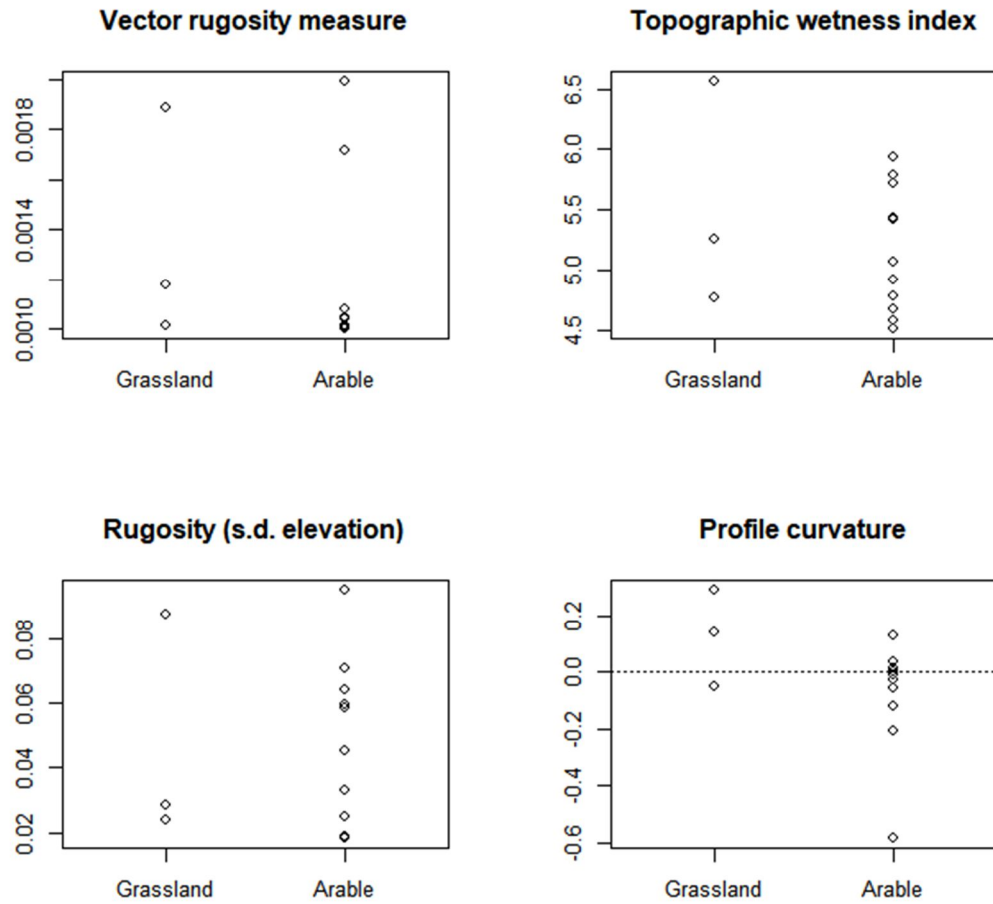 Vector rugosity measure
0.0018
0.0014
0.0010
Grassland Arable
Topographic wetness index
6.5
6.0
5.5
5.0
4.5
Grassland Arable
Rugosity (s.d. elevation)
0.08
0.06
0.04
0.02
Grassland Arable
Profile curvature
0.2
0.0
-0.2
-0.4
-0.6
Grassland Arable